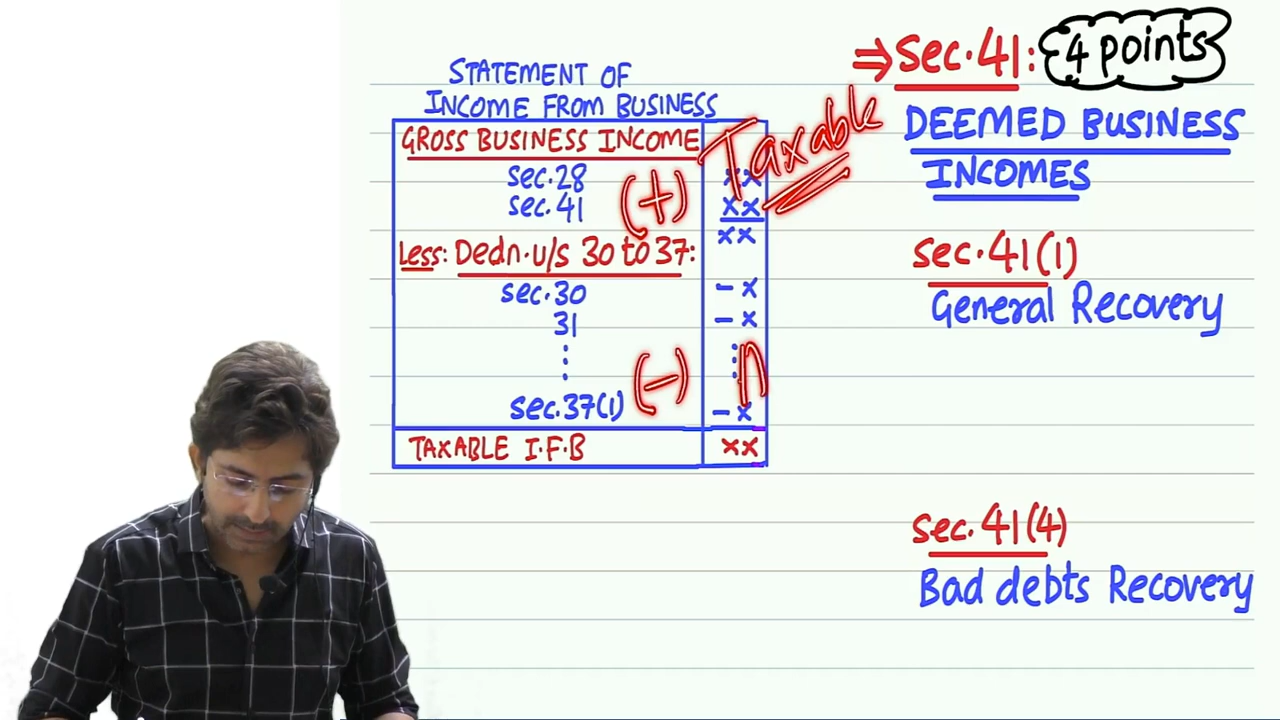 STATEMENT OF
INCOME FROM BUSINESS
GROSS BUSINESS INCOME
sec.28 (+) xx
sec.41 xx
xx
Taxable
Less: Dedn.u/s 30 to 37:
sec.30 - x
31 - x
⋮ ⋮
sec.37(1) (-) - x
TAXABLE I.F.B xx
⇒ sec.41: 4 points
DEEMED BUSINESS
INCOMES
sec.41(1)
General Recovery
sec.41(4)
Bad debts Recovery